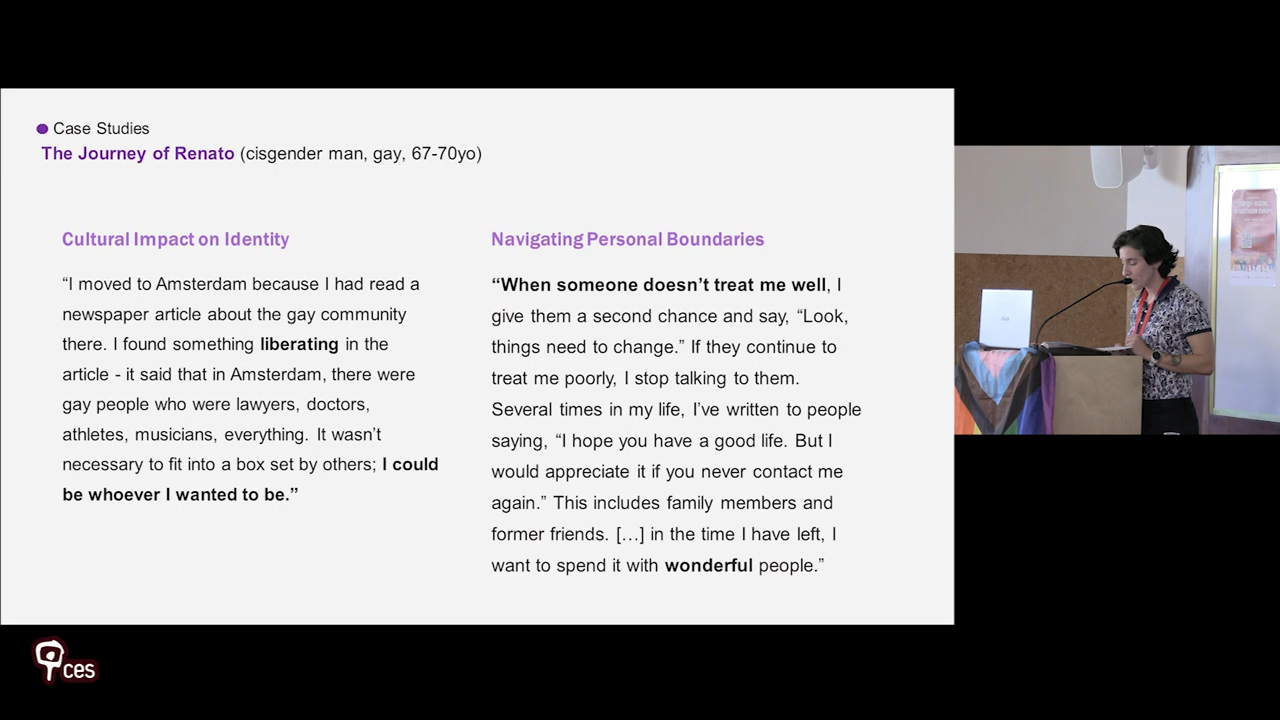 Case Studies
The Journey of Renato (cisgender man, gay, 67-70yo)
Cultural Impact on Identity
“I moved to Amsterdam because I had read a
newspaper article about the gay community
there. I found something liberating in the
article - it said that in Amsterdam, there were
gay people who were lawyers, doctors,
athletes, musicians, everything. It wasn’t
necessary to fit into a box set by others; I could
be whoever I wanted to be.”
Navigating Personal Boundaries
“When someone doesn’t treat me well, I
give them a second chance and say, “Look,
things need to change.” If they continue to
treat me poorly, I stop talking to them.
Several times in my life, I’ve written to people
saying, “I hope you have a good life. But I
would appreciate it if you never contact me
again.” This includes family members and
former friends. […] in the time I have left, I
want to spend it with wonderful people.”
ces